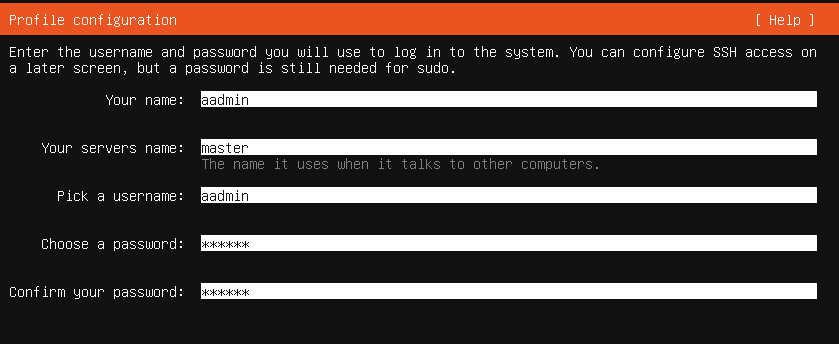 Profile configuration [ Help ]
Enter the username and password you will use to log in to the system. You can configure SSH access on
a later screen, but a password is still needed for sudo.
Your name: aadmin
Your servers name: master
The name it uses when it talks to other computers.
Pick a username: aadmin
Choose a password: ******
Confirm your password: ******